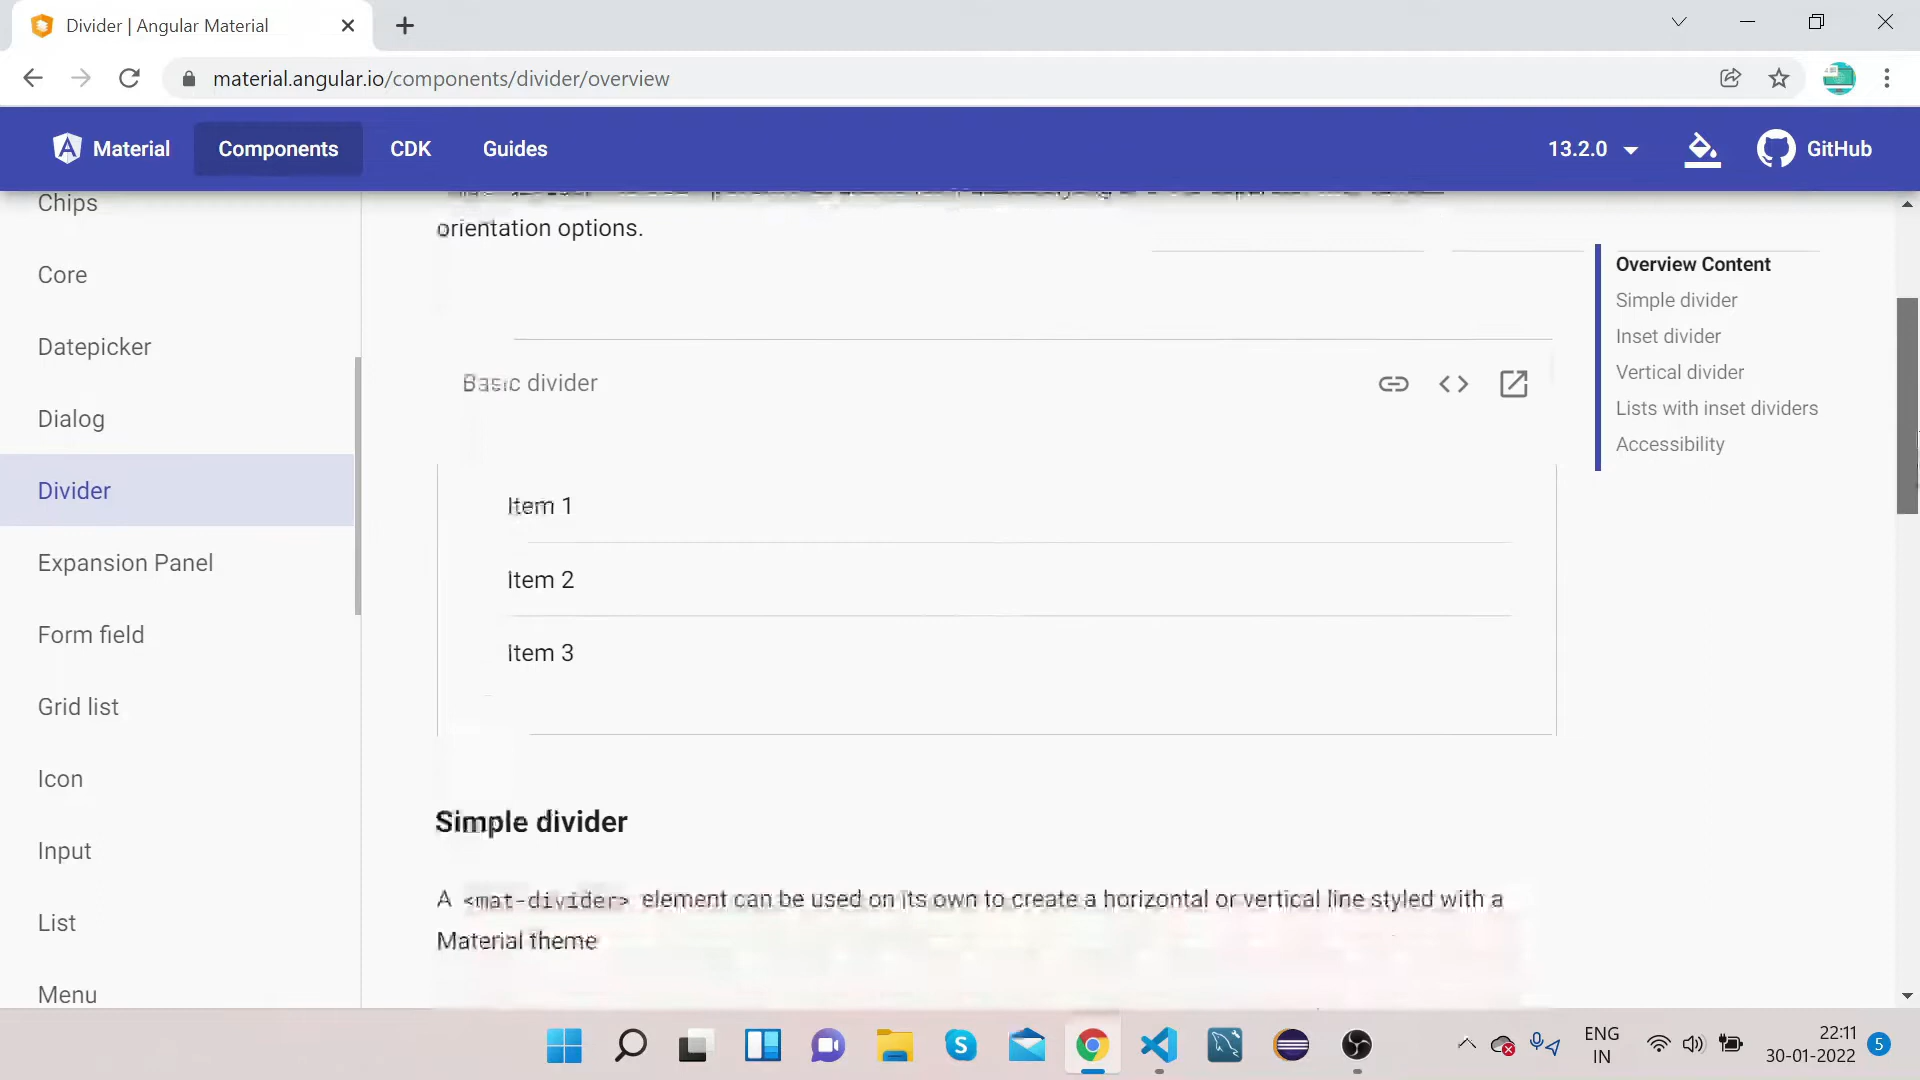 Divider | Angular Material
material.angular.io/components/divider/overview
Material Components CDK Guides 13.2.0 GitHub
Chips
Core
Datepicker
Dialog
Divider
Expansion Panel
Form field
Grid list
Icon
Input
List
Menu
orientation options.
Basic divider
Item 1
Item 2
Item 3
Simple divider
A <mat-divider> element can be used on its own to create a horizontal or vertical line styled with a
Material theme
Overview Content
Simple divider
Inset divider
Vertical divider
Lists with inset dividers
Accessibility
ENG
IN
22:11
30-01-2022
5